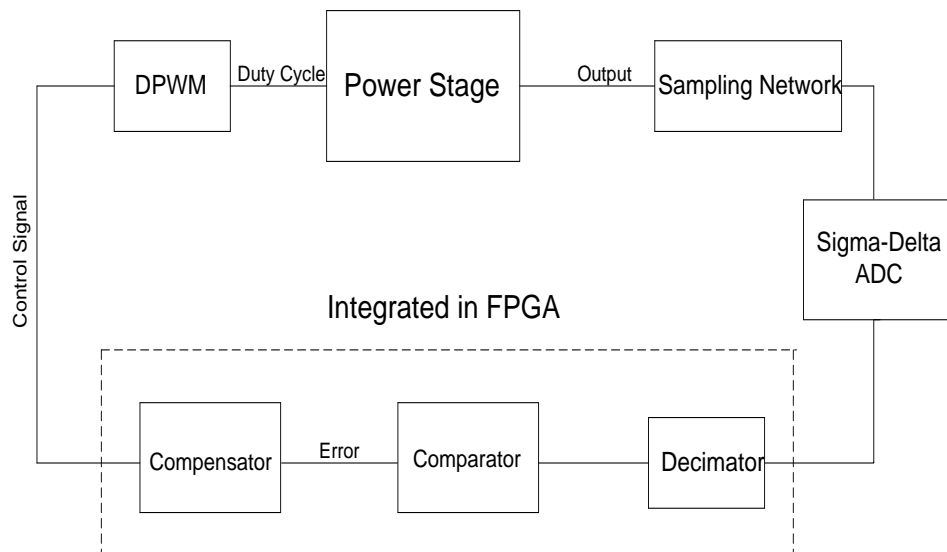 DPWM
Duty Cycle
Power Stage
Output
Sampling Network
Control Signal
Sigma-Delta
ADC
Integrated in FPGA
Compensator
Error
Comparator
Decimator